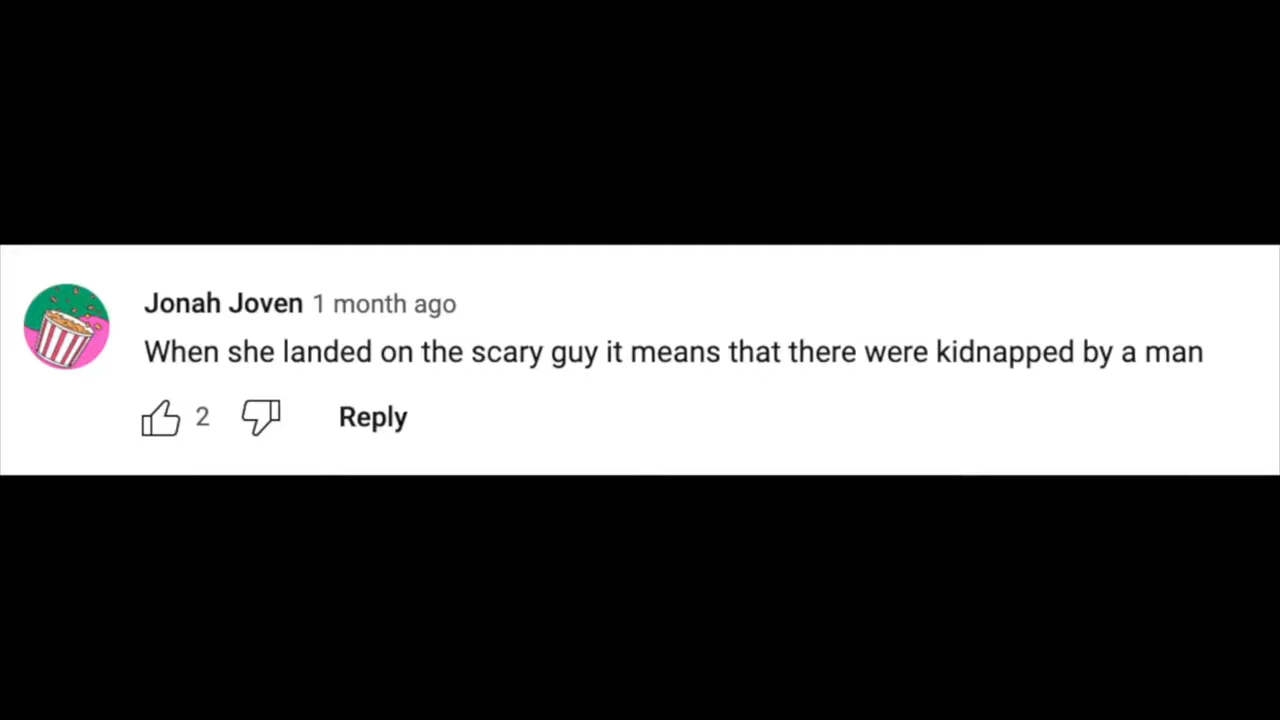 Jonah Joven 1 month ago
When she landed on the scary guy it means that there were kidnapped by a man
2 Reply